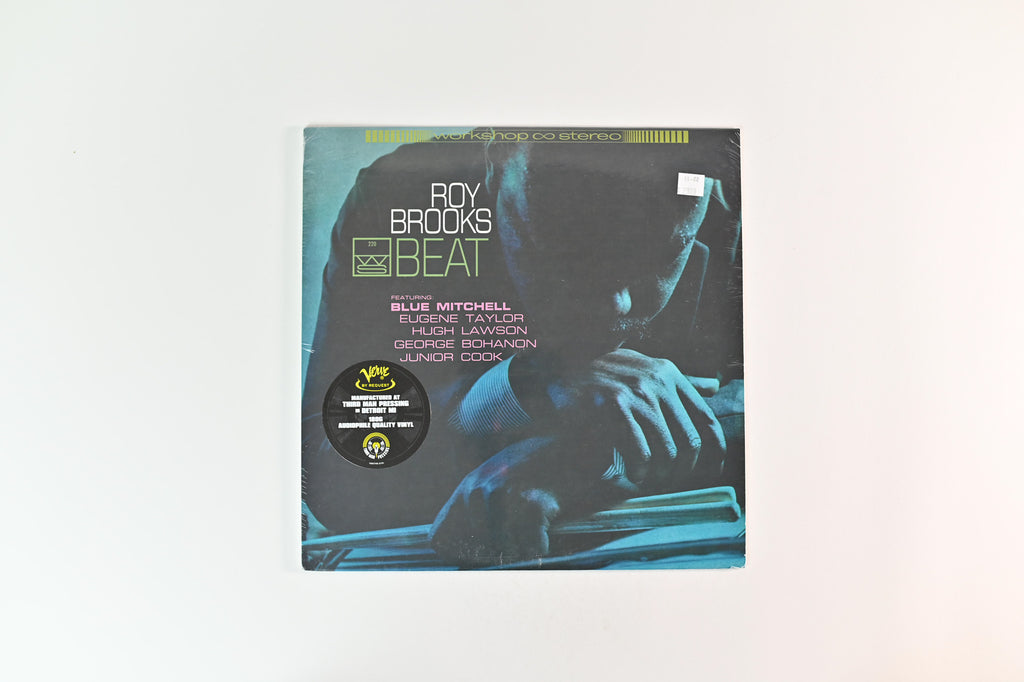 workshop ∞ stereo
ROY
BROOKS
220
WS
BEAT
FEATURING:
BLUE MITCHELL
EUGENE TAYLOR
HUGH LAWSON
GEORGE BOHANON
JUNIOR COOK
Verve
BY REQUEST
MANUFACTURED AT
THIRD MAN PRESSING
IN DETROIT MI
180G
AUDIOPHILE QUALITY VINYL